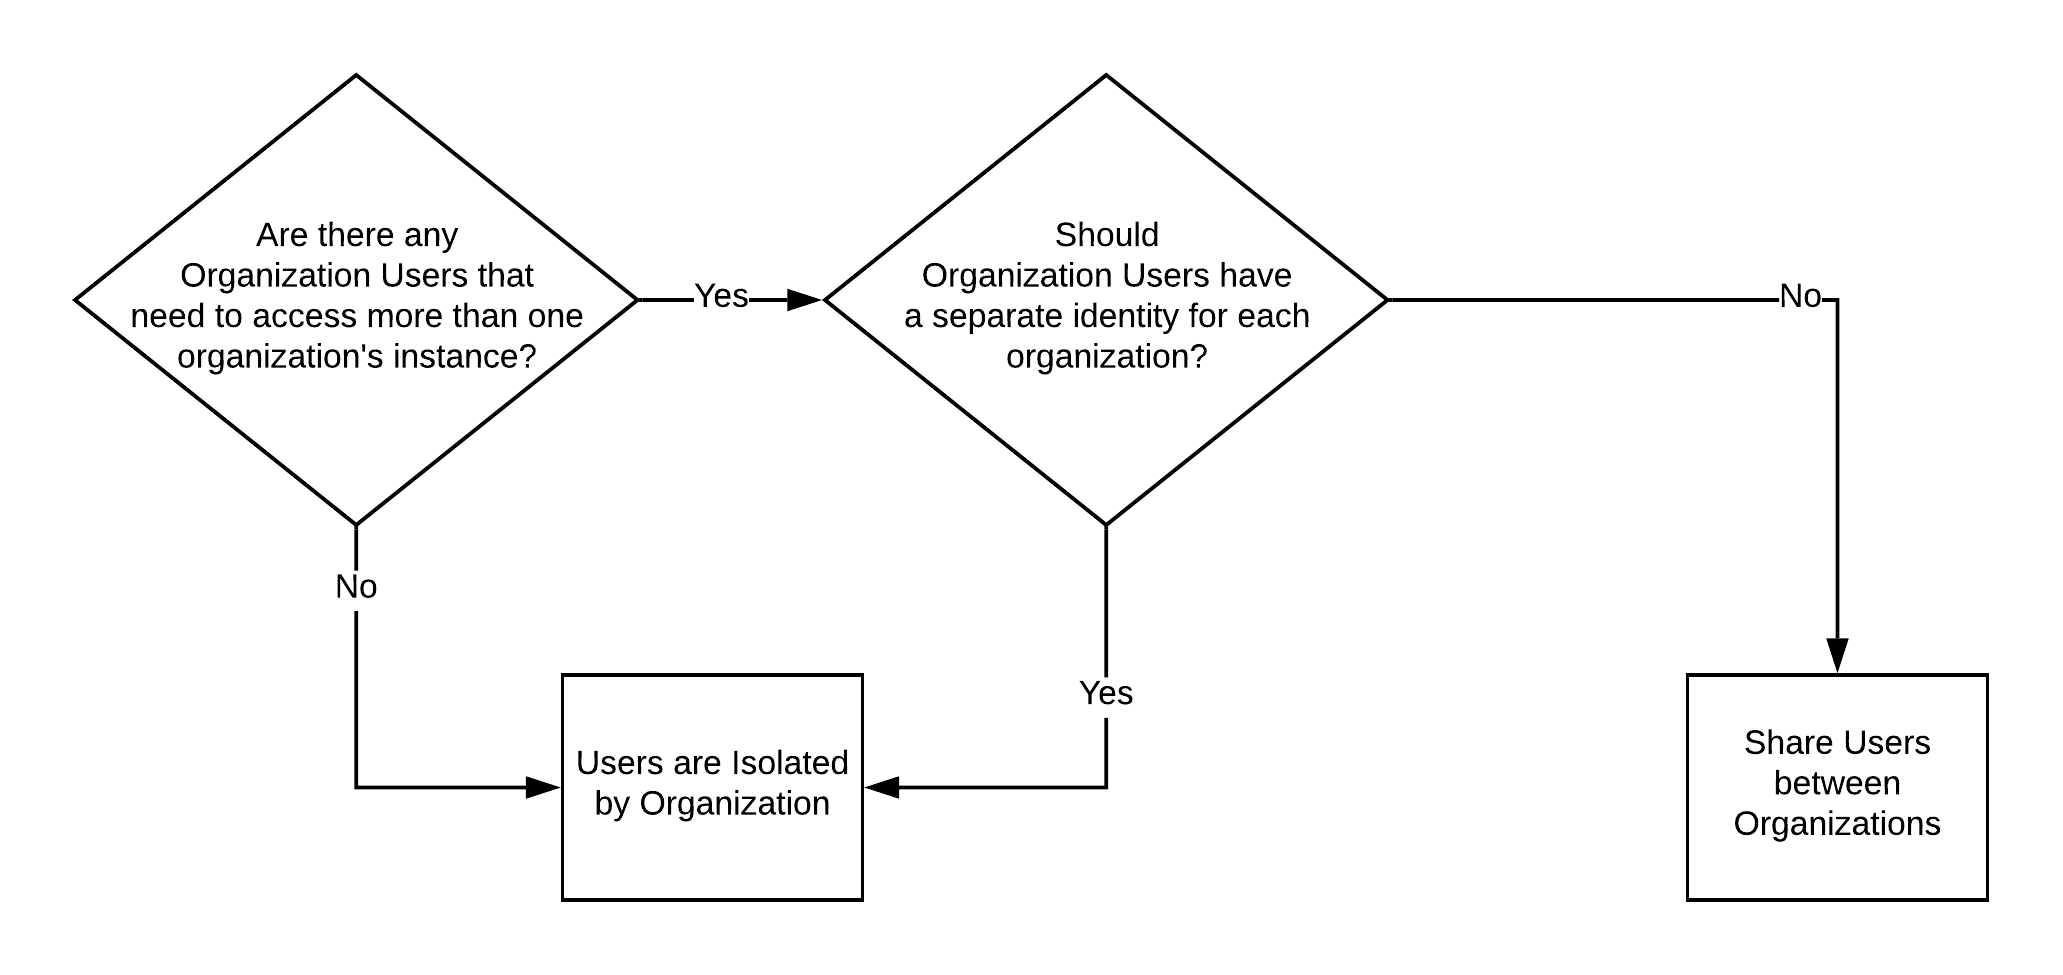 Are there any
Organization Users that
need to access more than one
organization's instance?
Yes
Should
Organization Users have
a separate identity for each
organization?
No
No
Yes
Users are Isolated
by Organization
Share Users
between
Organizations